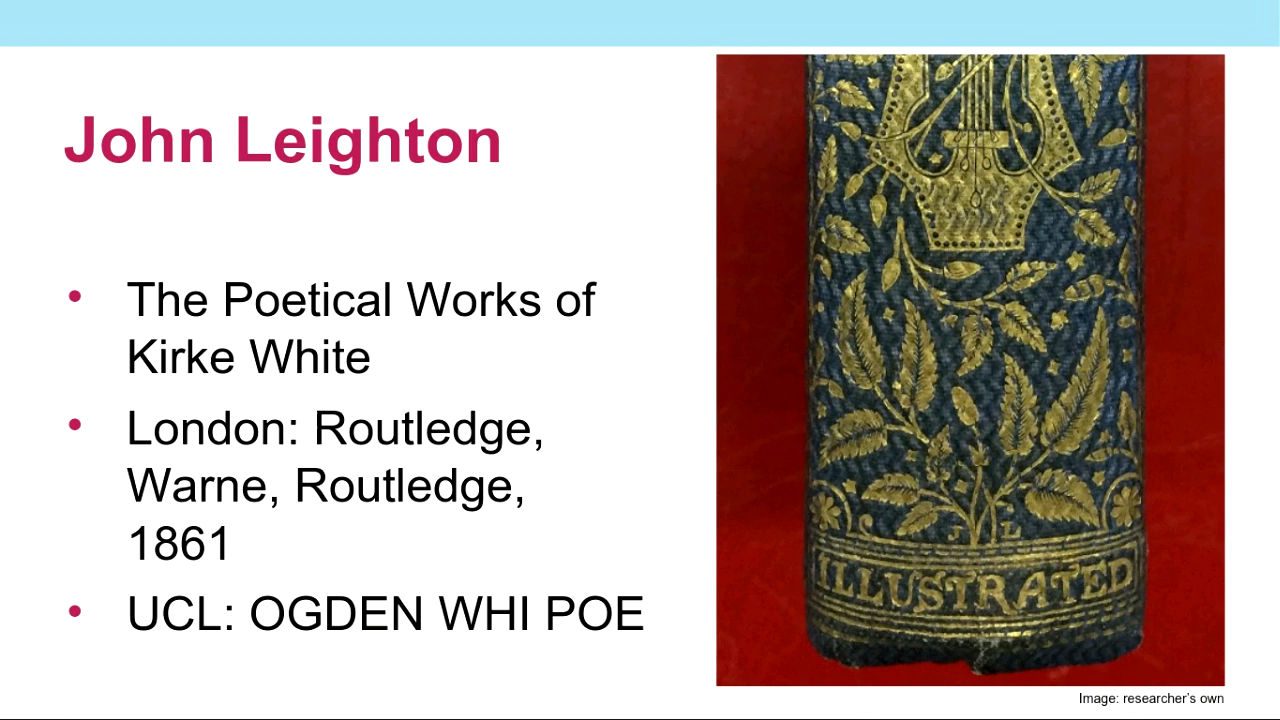 John Leighton
• The Poetical Works of
Kirke White
• London: Routledge,
Warne, Routledge,
1861
• UCL: OGDEN WHI POE
J L
ILLUSTRATED
Image: researcher's own